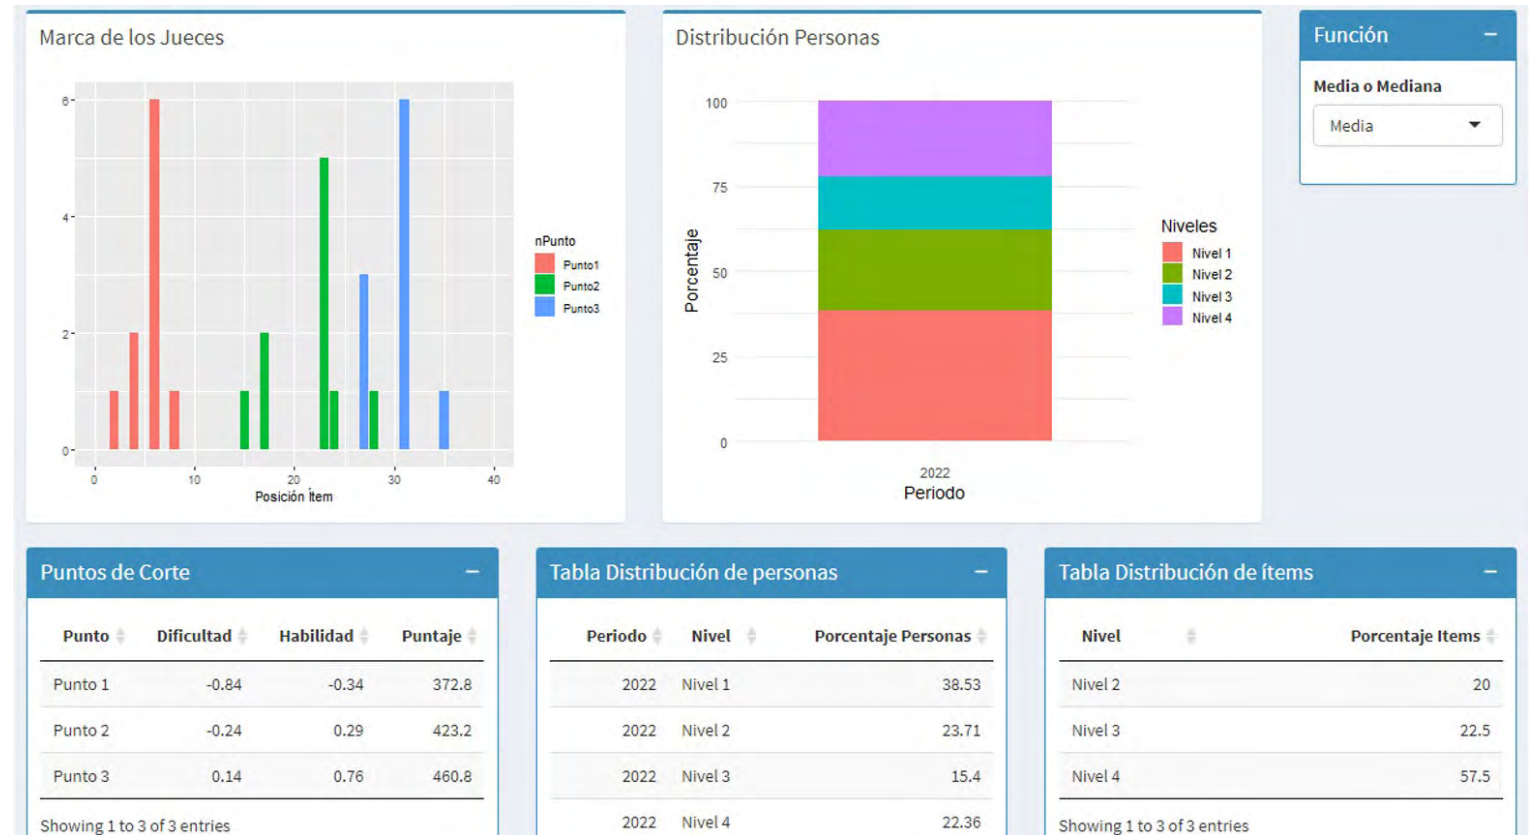 Marca de los Jueces
6
4
2
0
0 10 20 30 40
Posición Ítem
nPunto
Punto1
Punto2
Punto3
Distribución Personas
100
75
50
25
0
Porcentaje
2022
Periodo
Niveles
Nivel 1
Nivel 2
Nivel 3
Nivel 4
Función
Media o Mediana
Media
Puntos de Corte
Punto Dificultad Habilidad Puntaje
Punto 1 -0.84 -0.34 372.8
Punto 2 -0.24 0.29 423.2
Punto 3 0.14 0.76 460.8
Showing 1 to 3 of 3 entries
Tabla Distribución de personas
Periodo Nivel Porcentaje Personas
2022 Nivel 1 38.53
2022 Nivel 2 23.71
2022 Nivel 3 15.4
2022 Nivel 4 22.36
Tabla Distribución de ítems
Nivel Porcentaje Items
Nivel 2 20
Nivel 3 22.5
Nivel 4 57.5
Showing 1 to 3 of 3 entries